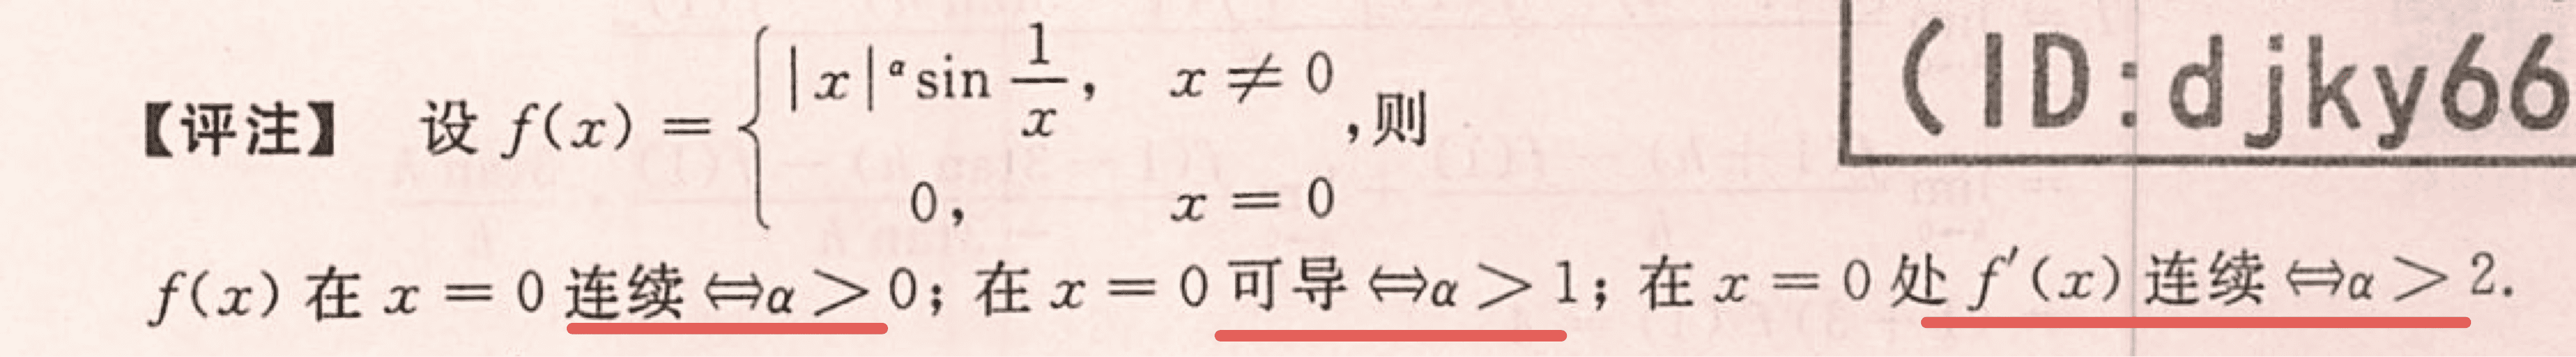 【评注】 设 f(x) = { |x|^α sin 1/x, x ≠ 0
0, x = 0 ,则
f(x) 在 x = 0 连续 ⇔ α > 0; 在 x = 0 可导 ⇔ α > 1; 在 x = 0 处 f′(x) 连续 ⇔ α > 2.
(ID:djky66